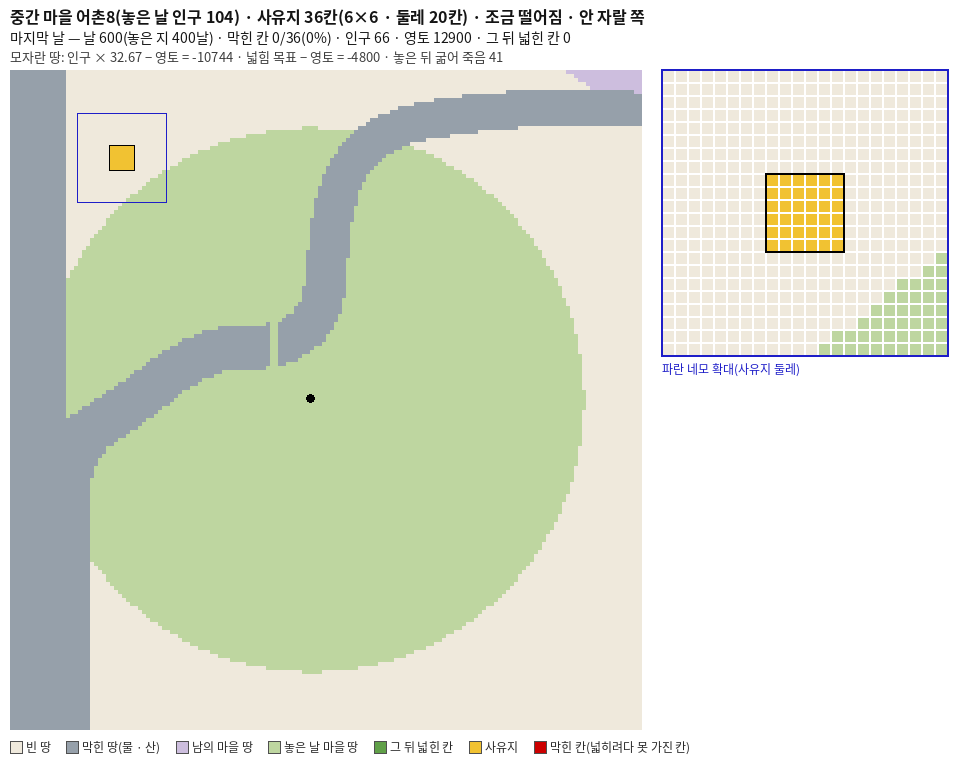 중간 마을 어촌8(놓은 날 인구 104) · 사유지 36칸(6×6 · 둘레 20칸) · 조금 떨어짐 · 안 자랄 쪽
마지막 날 — 날 600(놓은 지 400날) · 막힌 칸 0/36(0%) · 인구 66 · 영토 12900 · 그 뒤 넓힌 칸 0
모자란 땅: 인구 × 32.67 − 영토 = -10744 · 넓힘 목표 − 영토 = -4800 · 놓은 뒤 굶어 죽음 41
파란 네모 확대(사유지 둘레)
빈 땅 막힌 땅(물 · 산) 남의 마을 땅 놓은 날 마을 땅 그 뒤 넓힌 칸 사유지 막힌 칸(넓히려다 못 가진 칸)